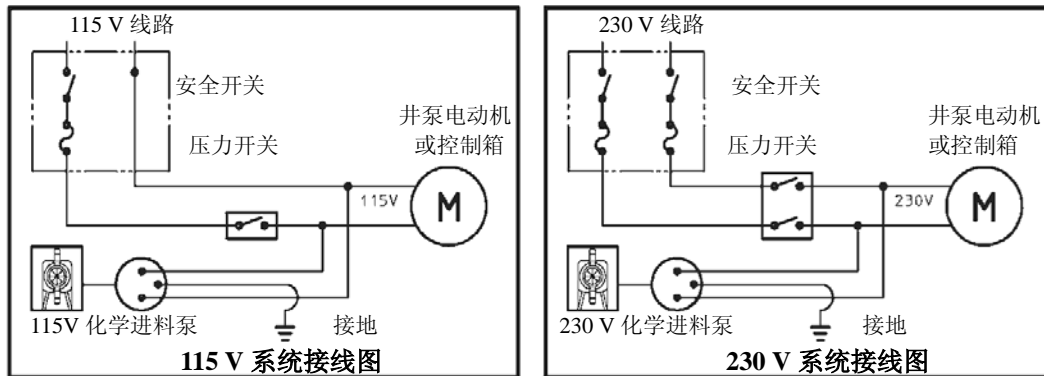 115 V 线路
安全开关
压力开关
井泵电动机
或控制箱
115V
M
115V 化学进料泵
接地
115 V 系统接线图
230 V 线路
安全开关
压力开关
井泵电动机
或控制箱
230V
M
230 V 化学进料泵
接地
230 V 系统接线图